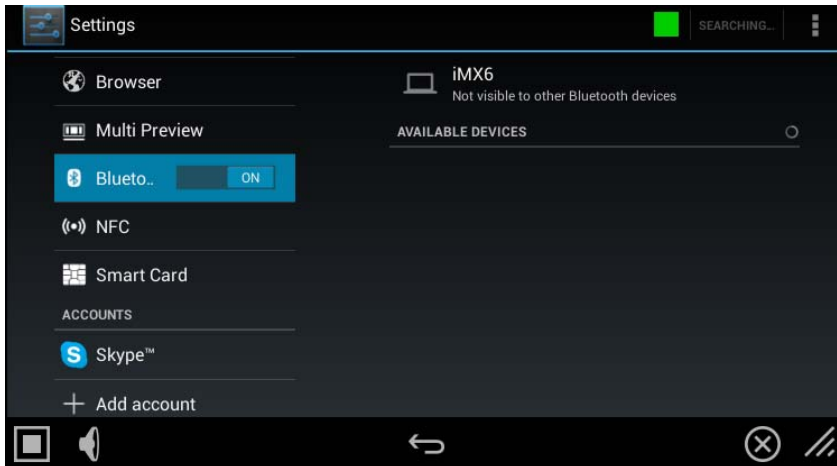 Settings
SEARCHING...
Browser
Multi Preview
Blueto..
ON
NFC
Smart Card
ACCOUNTS
Skype™
Add account
iMX6
Not visible to other Bluetooth devices
AVAILABLE DEVICES